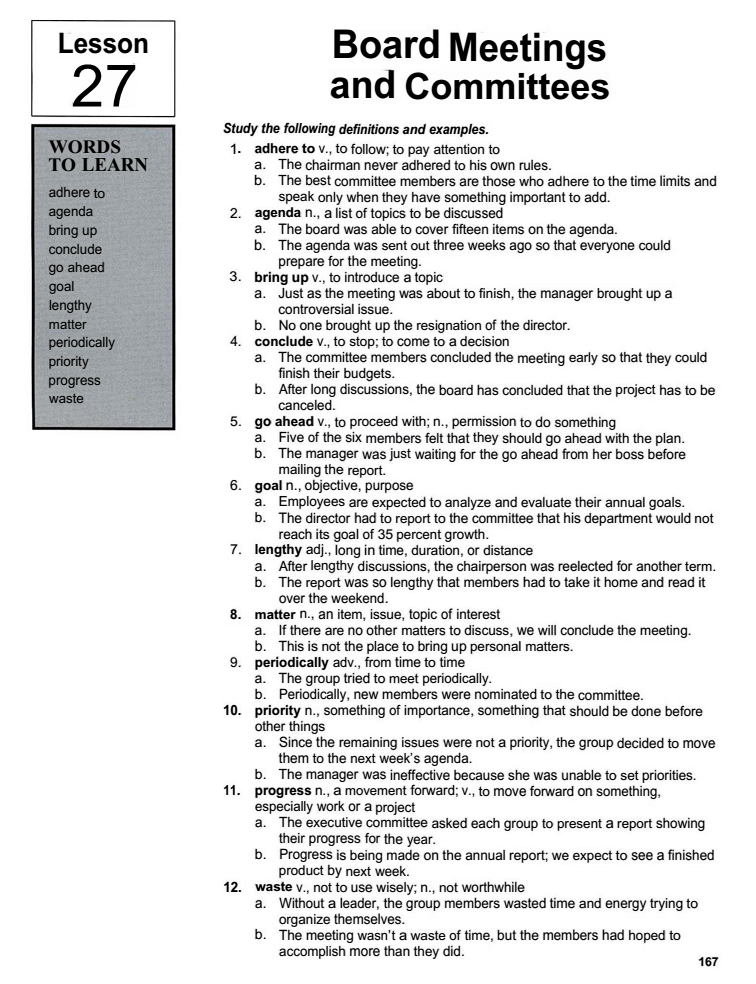 Lesson
27
Board Meetings
and Committees
WORDS
TO LEARN
adhere to
agenda
bring up
conclude
go ahead
goal
lengthy
matter
periodically
priority
progress
waste
Study the following definitions and examples.
1. adhere to v., to follow; to pay attention to
a. The chairman never adhered to his own rules.
b. The best committee members are those who adhere to the time limits and
speak only when they have something important to add.
2. agenda n., a list of topics to be discussed
a. The board was able to cover fifteen items on the agenda.
b. The agenda was sent out three weeks ago so that everyone could
prepare for the meeting.
3. bring up v., to introduce a topic
a. Just as the meeting was about to finish, the manager brought up a
controversial issue.
b. No one brought up the resignation of the director.
4. conclude v., to stop; to come to a decision
a. The committee members concluded the meeting early so that they could
finish their budgets.
b. After long discussions, the board has concluded that the project has to be
canceled.
5. go ahead v., to proceed with; n., permission to do something
a. Five of the six members felt that they should go ahead with the plan.
b. The manager was just waiting for the go ahead from her boss before
mailing the report.
6. goal n., objective, purpose
a. Employees are expected to analyze and evaluate their annual goals.
b. The director had to report to the committee that his department would not
reach its goal of 35 percent growth.
7. lengthy adj., long in time, duration, or distance
a. After lengthy discussions, the chairperson was reelected for another term.
b. The report was so lengthy that members had to take it home and read it
over the weekend.
8. matter n., an item, issue, topic of interest
a. If there are no other matters to discuss, we will conclude the meeting.
b. This is not the place to bring up personal matters.
9. periodically adv., from time to time
a. The group tried to meet periodically.
b. Periodically, new members were nominated to the committee.
10. priority n., something of importance, something that should be done before
other things
a. Since the remaining issues were not a priority, the group decided to move
them to the next week's agenda.
b. The manager was ineffective because she was unable to set priorities.
11. progress n., a movement forward; v., to move forward on something,
especially work or a project
a. The executive committee asked each group to present a report showing
their progress for the year.
b. Progress is being made on the annual report; we expect to see a finished
product by next week.
12. waste v., not to use wisely; n., not worthwhile
a. Without a leader, the group members wasted time and energy trying to
organize themselves.
b. The meeting wasn't a waste of time, but the members had hoped to
accomplish more than they did.
167